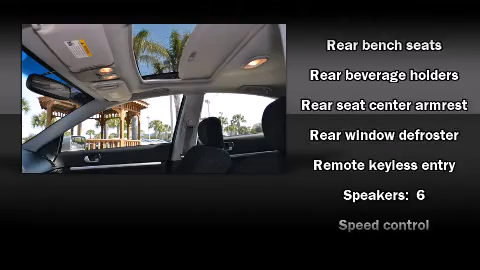 Rear bench seats
Rear beverage holders
Rear seat center armrest
Rear window defroster
Remote keyless entry
Speakers: 6
Speed control